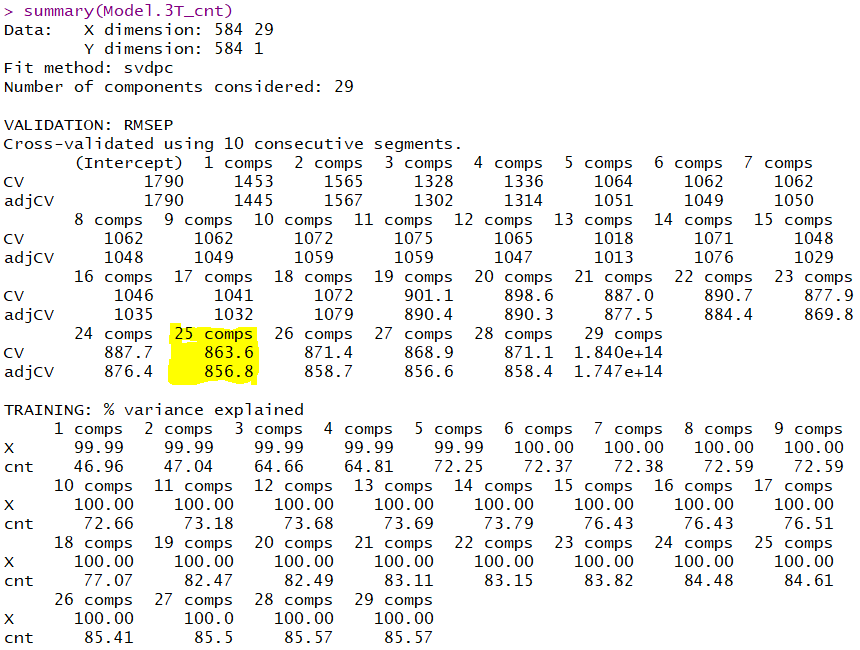 > summary(Model.3T_cnt)
Data: X dimension: 584 29
Y dimension: 584 1
Fit method: svdpc
Number of components considered: 29
VALIDATION: RMSEP
Cross-validated using 10 consecutive segments.
(Intercept) 1 comps 2 comps 3 comps 4 comps 5 comps 6 comps 7 comps
CV 1790 1453 1565 1328 1336 1064 1062 1062
adjCV 1790 1445 1567 1302 1314 1051 1049 1050
8 comps 9 comps 10 comps 11 comps 12 comps 13 comps 14 comps 15 comps
CV 1062 1062 1072 1075 1065 1018 1071 1048
adjCV 1048 1049 1059 1059 1047 1013 1076 1029
16 comps 17 comps 18 comps 19 comps 20 comps 21 comps 22 comps 23 comps
CV 1046 1041 1072 901.1 898.6 887.0 890.7 877.9
adjCV 1035 1032 1079 890.4 890.3 877.5 884.4 869.8
24 comps 25 comps 26 comps 27 comps 28 comps 29 comps
CV 887.7 863.6 871.4 868.9 871.1 1.840e+14
adjCV 876.4 856.8 858.7 856.6 858.4 1.747e+14
TRAINING: % variance explained
1 comps 2 comps 3 comps 4 comps 5 comps 6 comps 7 comps 8 comps 9 comps
X 99.99 99.99 99.99 99.99 99.99 100.00 100.00 100.00 100.00
cnt 46.96 47.04 64.66 64.81 72.25 72.37 72.38 72.59 72.59
10 comps 11 comps 12 comps 13 comps 14 comps 15 comps 16 comps 17 comps
X 100.00 100.00 100.00 100.00 100.00 100.00 100.00 100.00
cnt 72.66 73.18 73.68 73.69 73.79 76.43 76.43 76.51
18 comps 19 comps 20 comps 21 comps 22 comps 23 comps 24 comps 25 comps
X 100.00 100.00 100.00 100.00 100.00 100.00 100.00 100.00
cnt 77.07 82.47 82.49 83.11 83.15 83.82 84.48 84.61
26 comps 27 comps 28 comps 29 comps
X 100.00 100.0 100.00 100.00
cnt 85.41 85.5 85.57 85.57